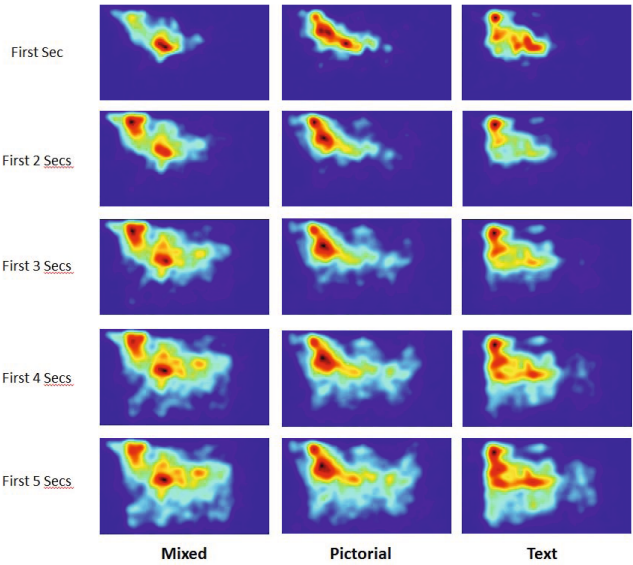 First Sec
First 2 Secs
First 3 Secs
First 4 Secs
First 5 Secs
Mixed
Pictorial
Text